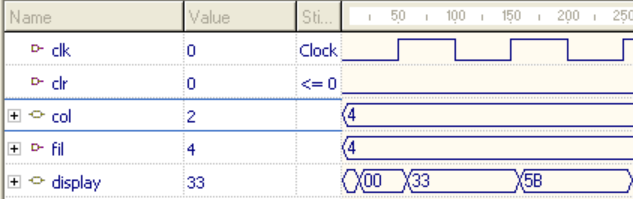 Name Value Sti... 50 100 150 200 250
clk 0 Clock
clr 0 <= 0
col 2 4
fil 4 4
display 33 00 33 5B